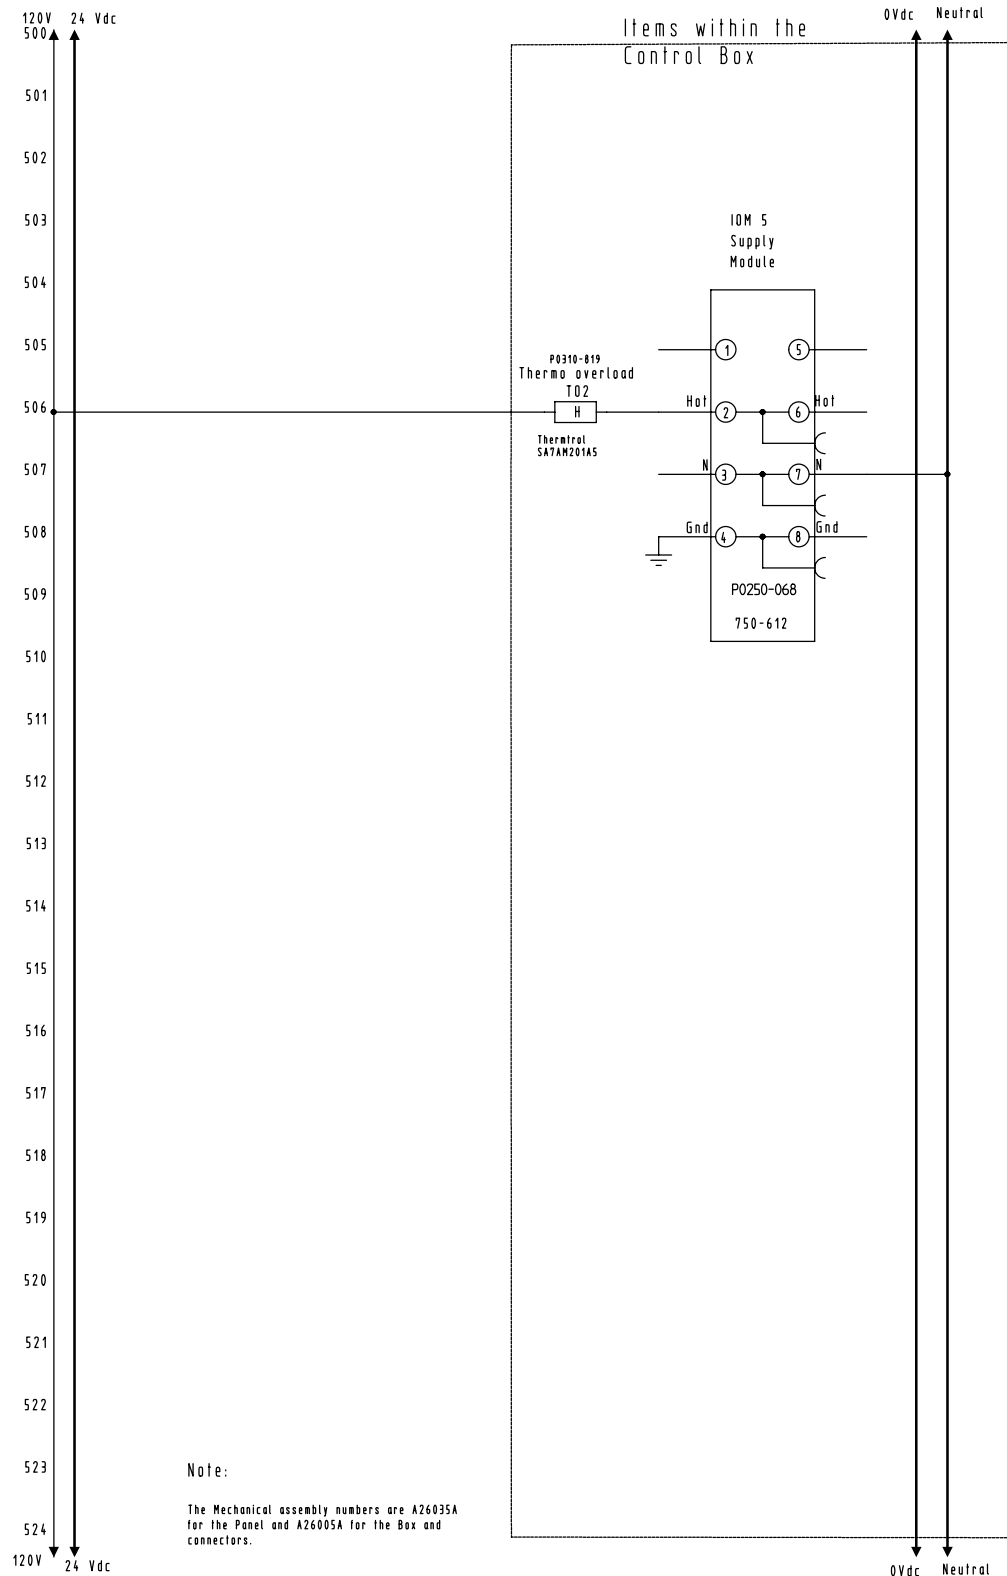 120V 24 Vdc
0Vdc Neutral
500
Items within the
Control Box
501
502
503
IOM 5
Supply
Module
504
505
1 5
P0310-819
Thermo overload
T02
H
506
Hot 2 6 Hot
Thermtrol
SA7AM201A5
507
N 3 7 N
508
Gnd 4 8 Gnd
509
P0250-068
750-612
510
511
512
513
514
515
516
517
518
519
520
521
522
523
Note:
The Mechanical assembly numbers are A26035A
for the Panel and A26005A for the Box and
connectors.
524
120V 24 Vdc
0Vdc Neutral